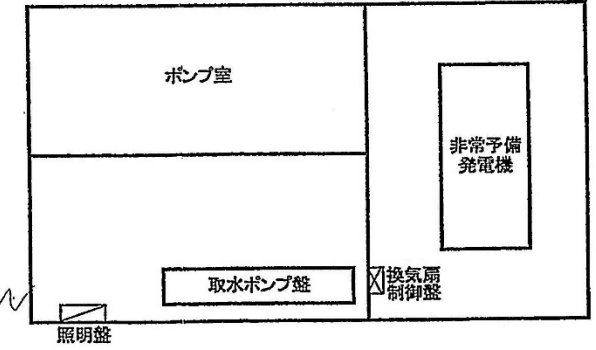 ポンプ室
非常予備
発電機
取水ポンプ盤
換気扇
制御盤
照明盤